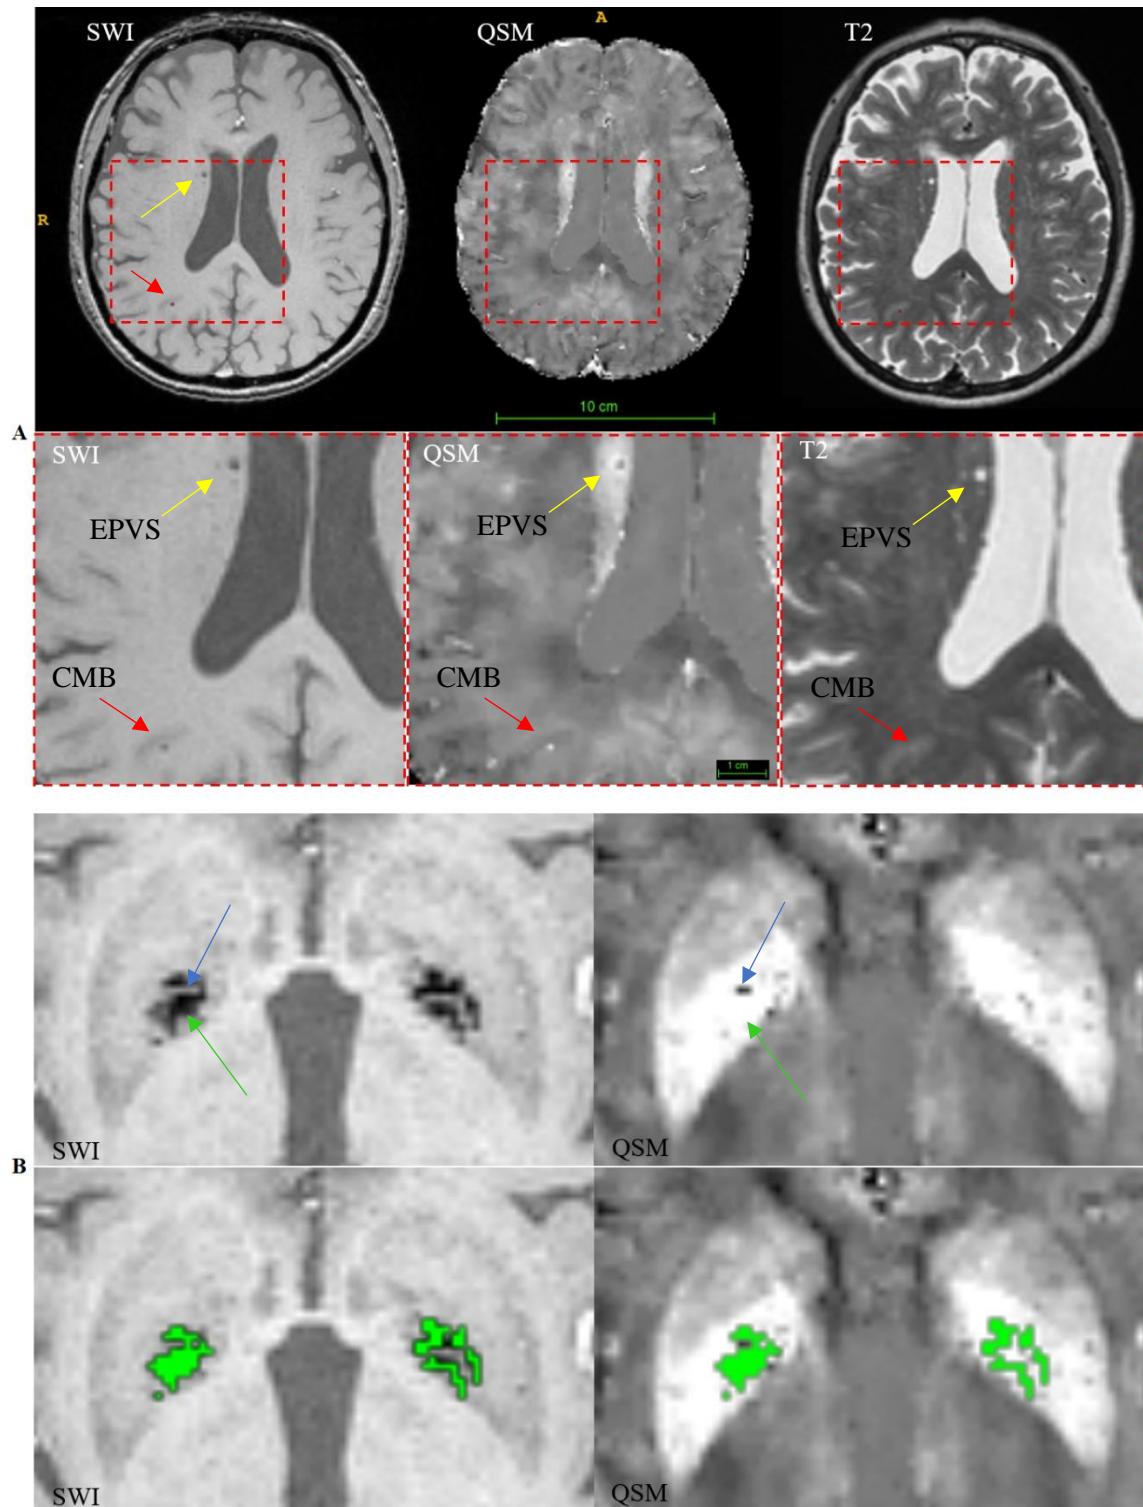 SWI QSM A T2
R
10 cm
A
SWI QSM T2
EPVS EPVS EPVS
CMB CMB CMB
1 cm
SWI QSM
B
SWI QSM